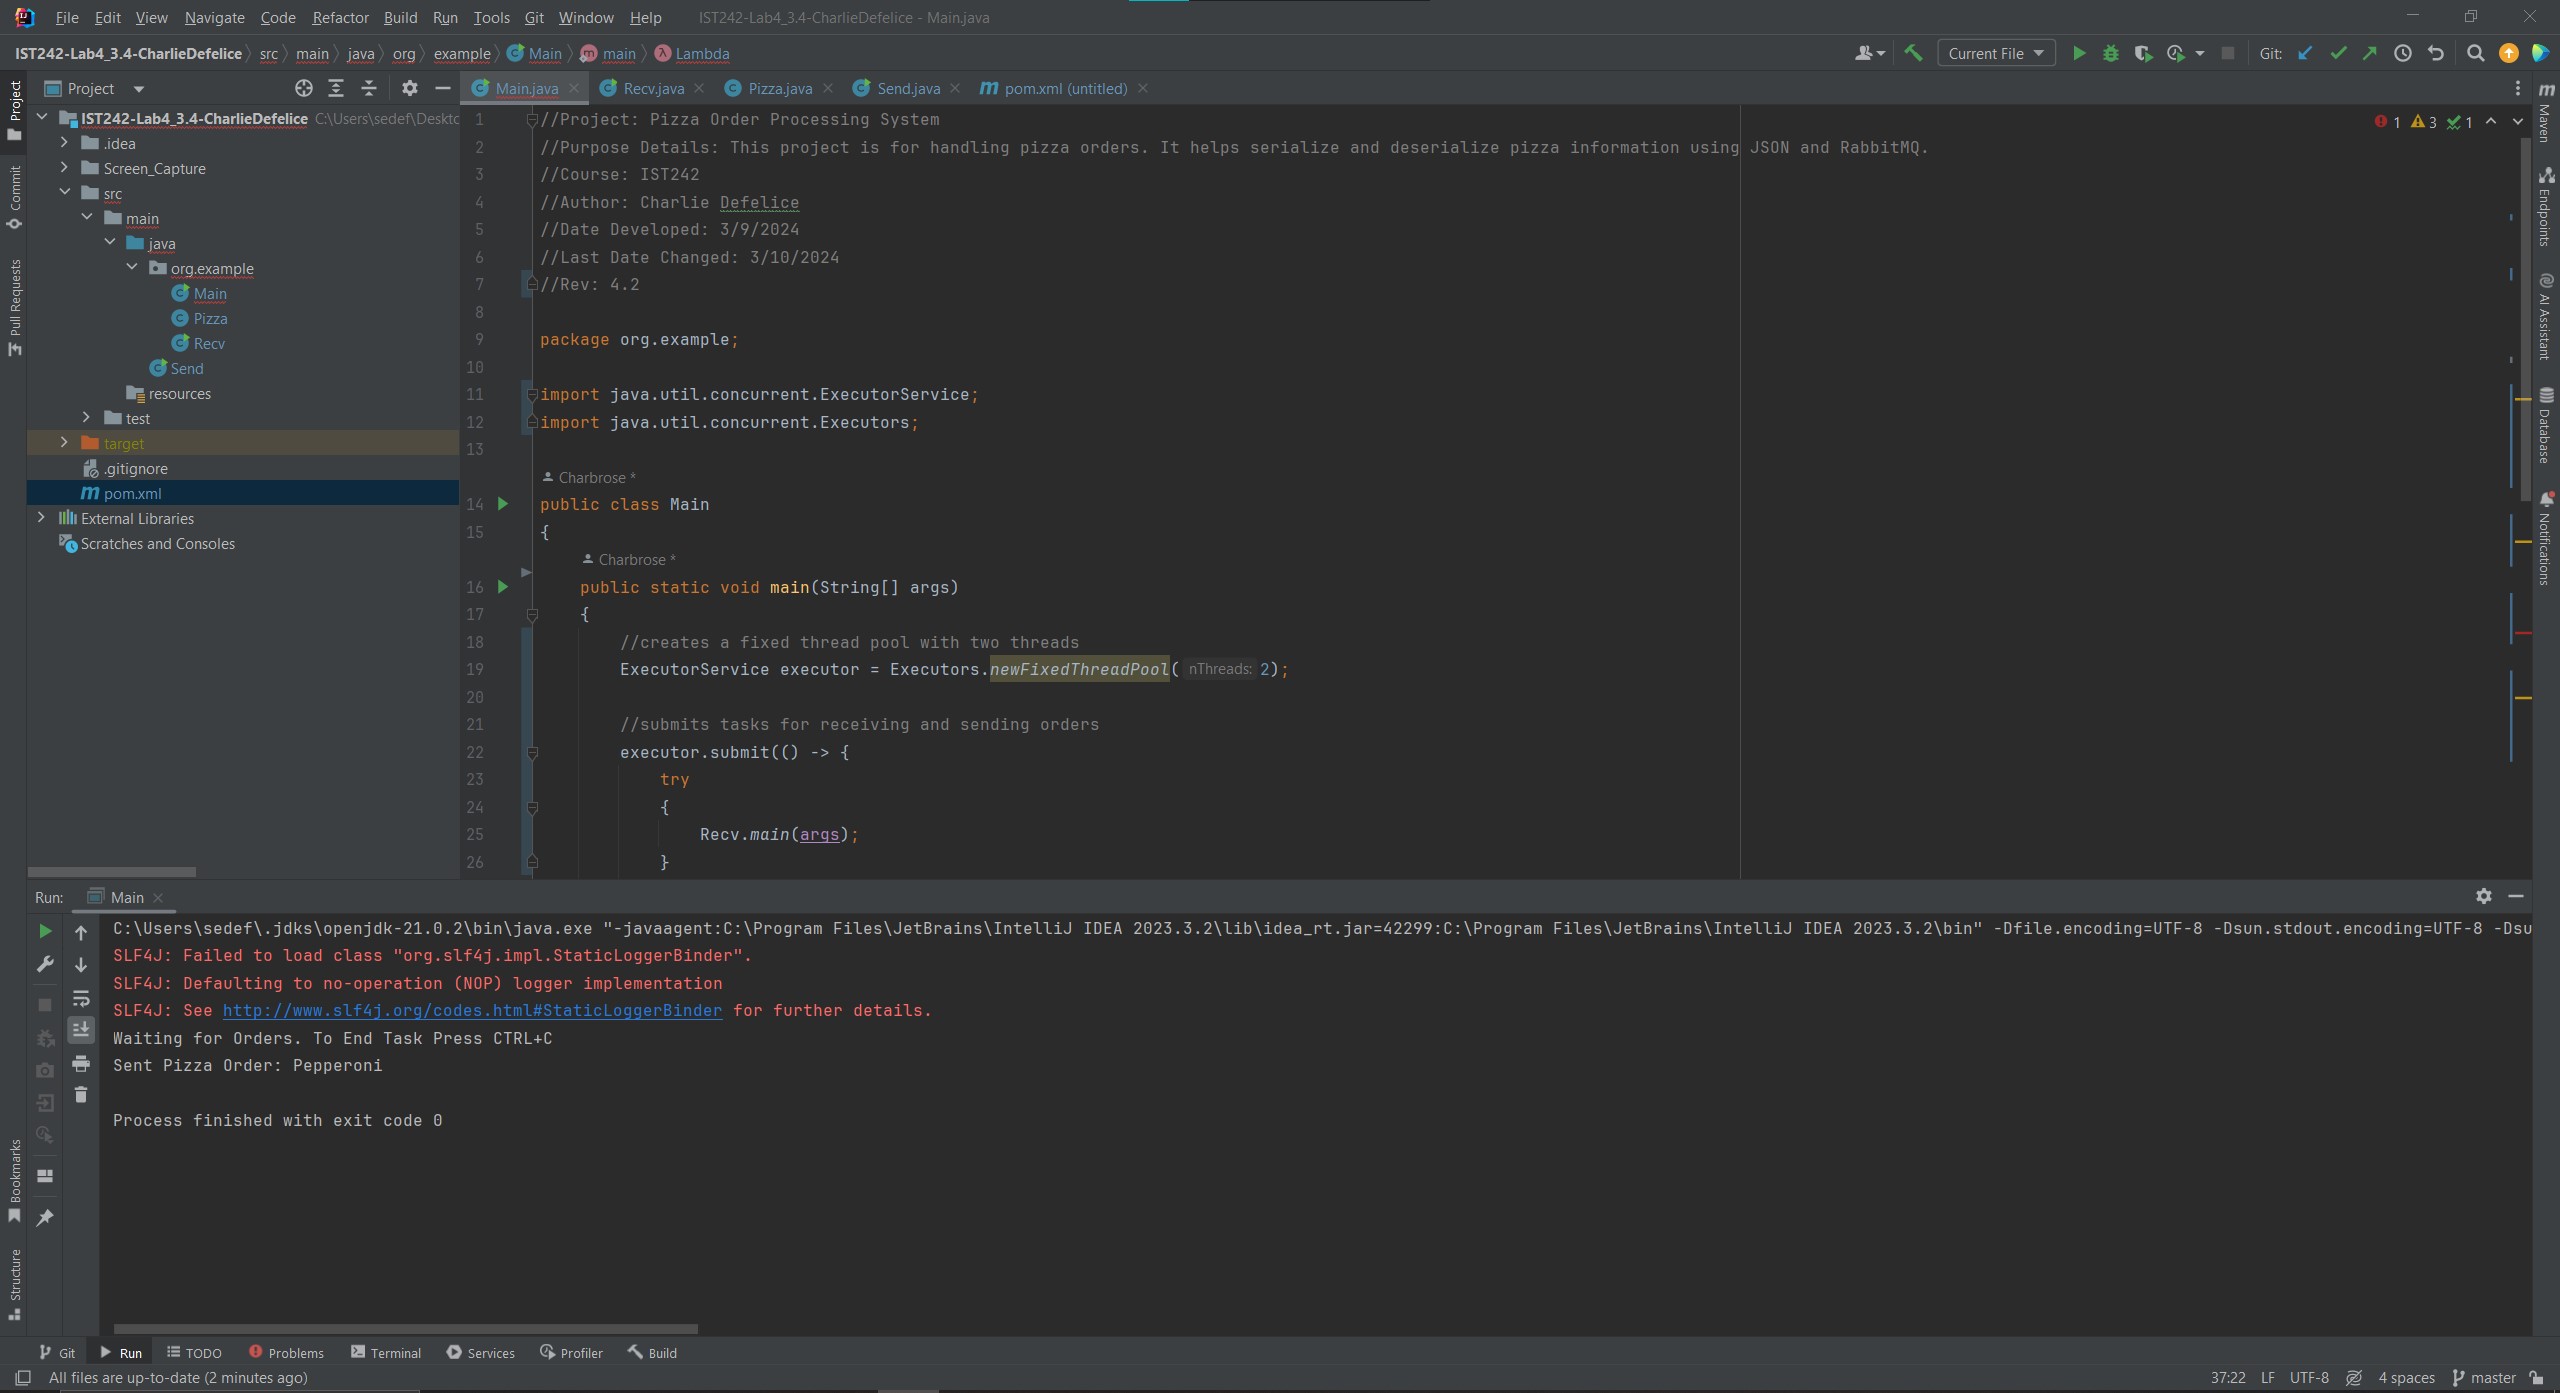 File Edit View Navigate Code Refactor Build Run Tools Git Window Help IST242-Lab4_3.4-CharlieDefelice - Main.java
IST242-Lab4_3.4-CharlieDefelice src main java org example Main main Lambda Current File Git:
Project
Main.java Recv.java Pizza.java Send.java pom.xml (untitled)
IST242-Lab4_3.4-CharlieDefelice C:\Users\sedef\Desktc
.idea
Screen_Capture
src
main
java
org.example
Main
Pizza
Recv
Send
resources
test
target
.gitignore
pom.xml
External Libraries
Scratches and Consoles
1 //Project: Pizza Order Processing System
2 //Purpose Details: This project is for handling pizza orders. It helps serialize and deserialize pizza information using JSON and RabbitMQ.
3 //Course: IST242
4 //Author: Charlie Defelice
5 //Date Developed: 3/9/2024
6 //Last Date Changed: 3/10/2024
7 //Rev: 4.2
8
9 package org.example;
10
11 import java.util.concurrent.ExecutorService;
12 import java.util.concurrent.Executors;
13
Charbrose *
14 public class Main
15 {
Charbrose *
16 public static void main(String[] args)
17 {
18 //creates a fixed thread pool with two threads
19 ExecutorService executor = Executors.newFixedThreadPool( nThreads: 2);
20
21 //submits tasks for receiving and sending orders
22 executor.submit(() -> {
23 try
24 {
25 Recv.main(args);
26 }
1 3 1
Project
Commit
Pull Requests
Bookmarks
Structure
Maven
Endpoints
AI Assistant
Database
Notifications
Run: Main
C:\Users\sedef\.jdks\openjdk-21.0.2\bin\java.exe "-javaagent:C:\Program Files\JetBrains\IntelliJ IDEA 2023.3.2\lib\idea_rt.jar=42299:C:\Program Files\JetBrains\IntelliJ IDEA 2023.3.2\bin" -Dfile.encoding=UTF-8 -Dsun.stdout.encoding=UTF-8 -Dsu
SLF4J: Failed to load class "org.slf4j.impl.StaticLoggerBinder".
SLF4J: Defaulting to no-operation (NOP) logger implementation
SLF4J: See http://www.slf4j.org/codes.html#StaticLoggerBinder for further details.
Waiting for Orders. To End Task Press CTRL+C
Sent Pizza Order: Pepperoni
Process finished with exit code 0
Git Run TODO Problems Terminal Services Profiler Build
All files are up-to-date (2 minutes ago) 37:22 LF UTF-8 4 spaces master